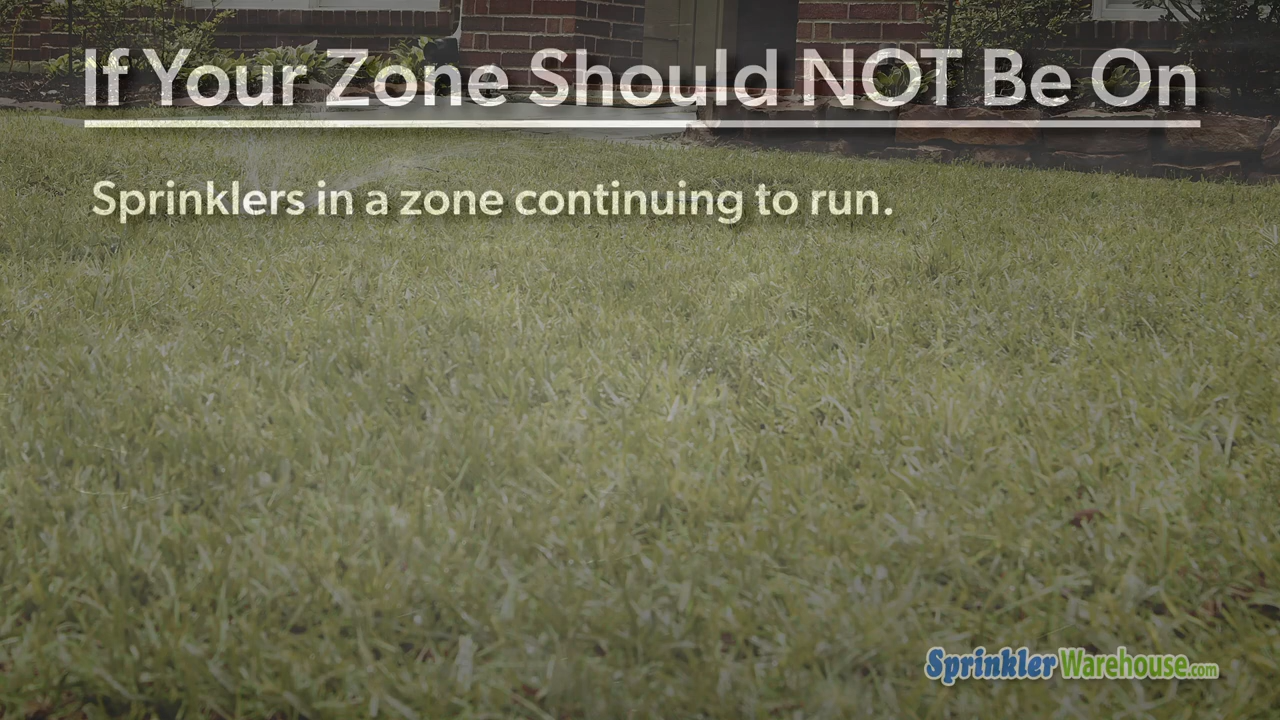 If Your Zone Should NOT Be On
Sprinklers in a zone continuing to run.
SprinklerWarehouse.com